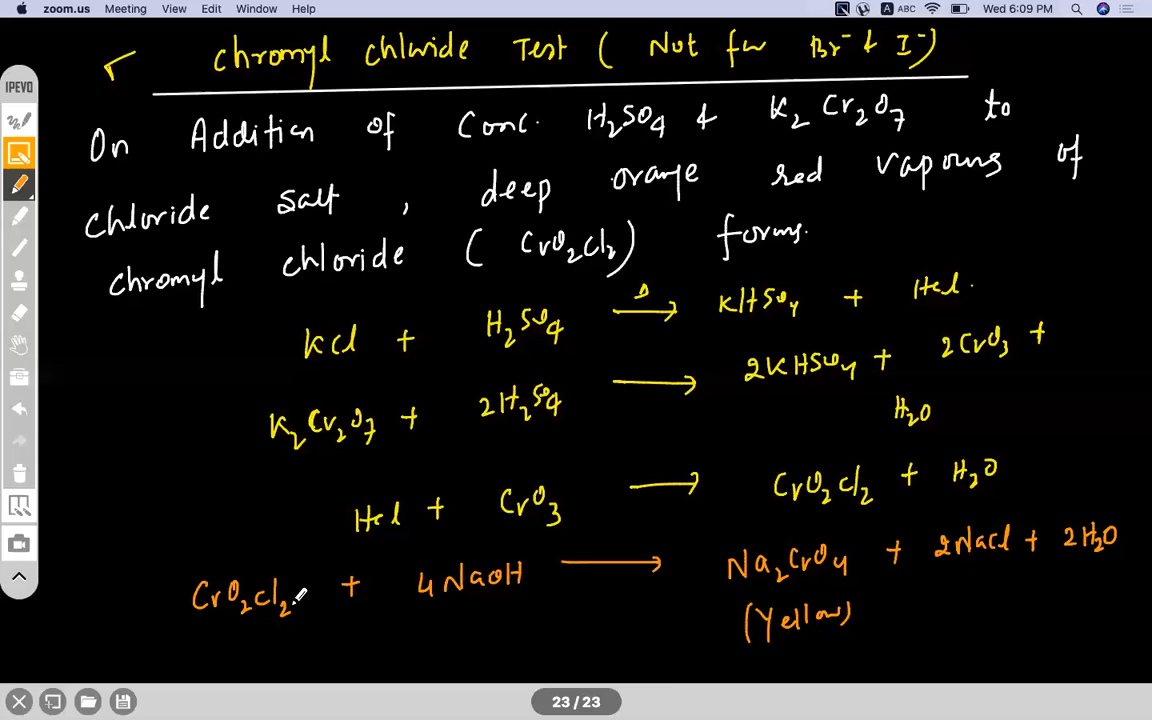 zoom.us Meeting View Edit Window Help A ABC Wed 6:09 PM
IPEVO
chromyl chloride Test ( Not for Br⁻ & I⁻)
On Addition of Conc. H₂SO₄ & K₂Cr₂O₇ to
chloride salt , deep orange red vapours of
chromyl chloride ( CrO₂Cl₂) forms.
KCl + H₂SO₄ Δ→ KHSO₄ + HCl.
K₂Cr₂O₇ + 2H₂SO₄ → 2KHSO₄ + 2CrO₃ +
H₂O
HCl + CrO₃ → CrO₂Cl₂ + H₂O
CrO₂Cl₂ + 4NaOH → Na₂CrO₄ + 2NaCl + 2H₂O
(Yellow)
23 / 23